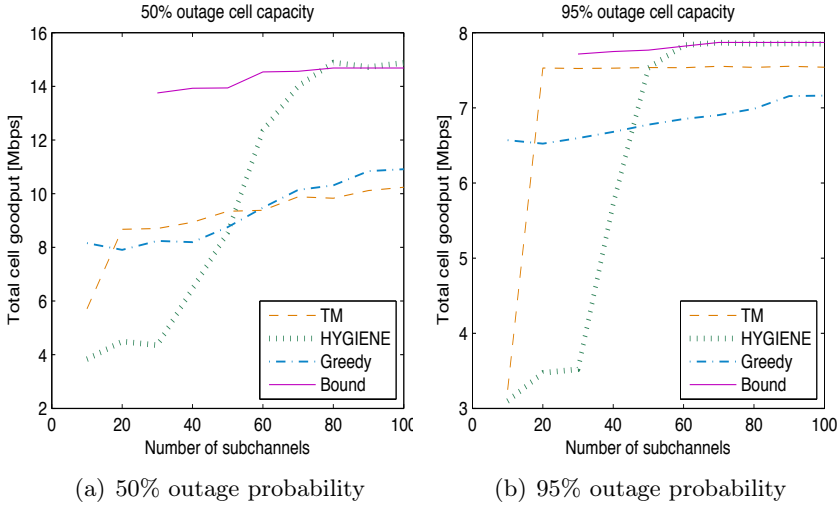 50% outage cell capacity
16
14
12
10
8
6
4
2
0
20
40
60
80
100
Total cell goodput [Mbps]
Number of subchannels
TM
HYGIENE
Greedy
Bound
(a) 50% outage probability
95% outage cell capacity
8
7
6
5
4
3
0
20
40
60
80
100
Total cell goodput [Mbps]
Number of subchannels
TM
HYGIENE
Greedy
Bound
(b) 95% outage probability